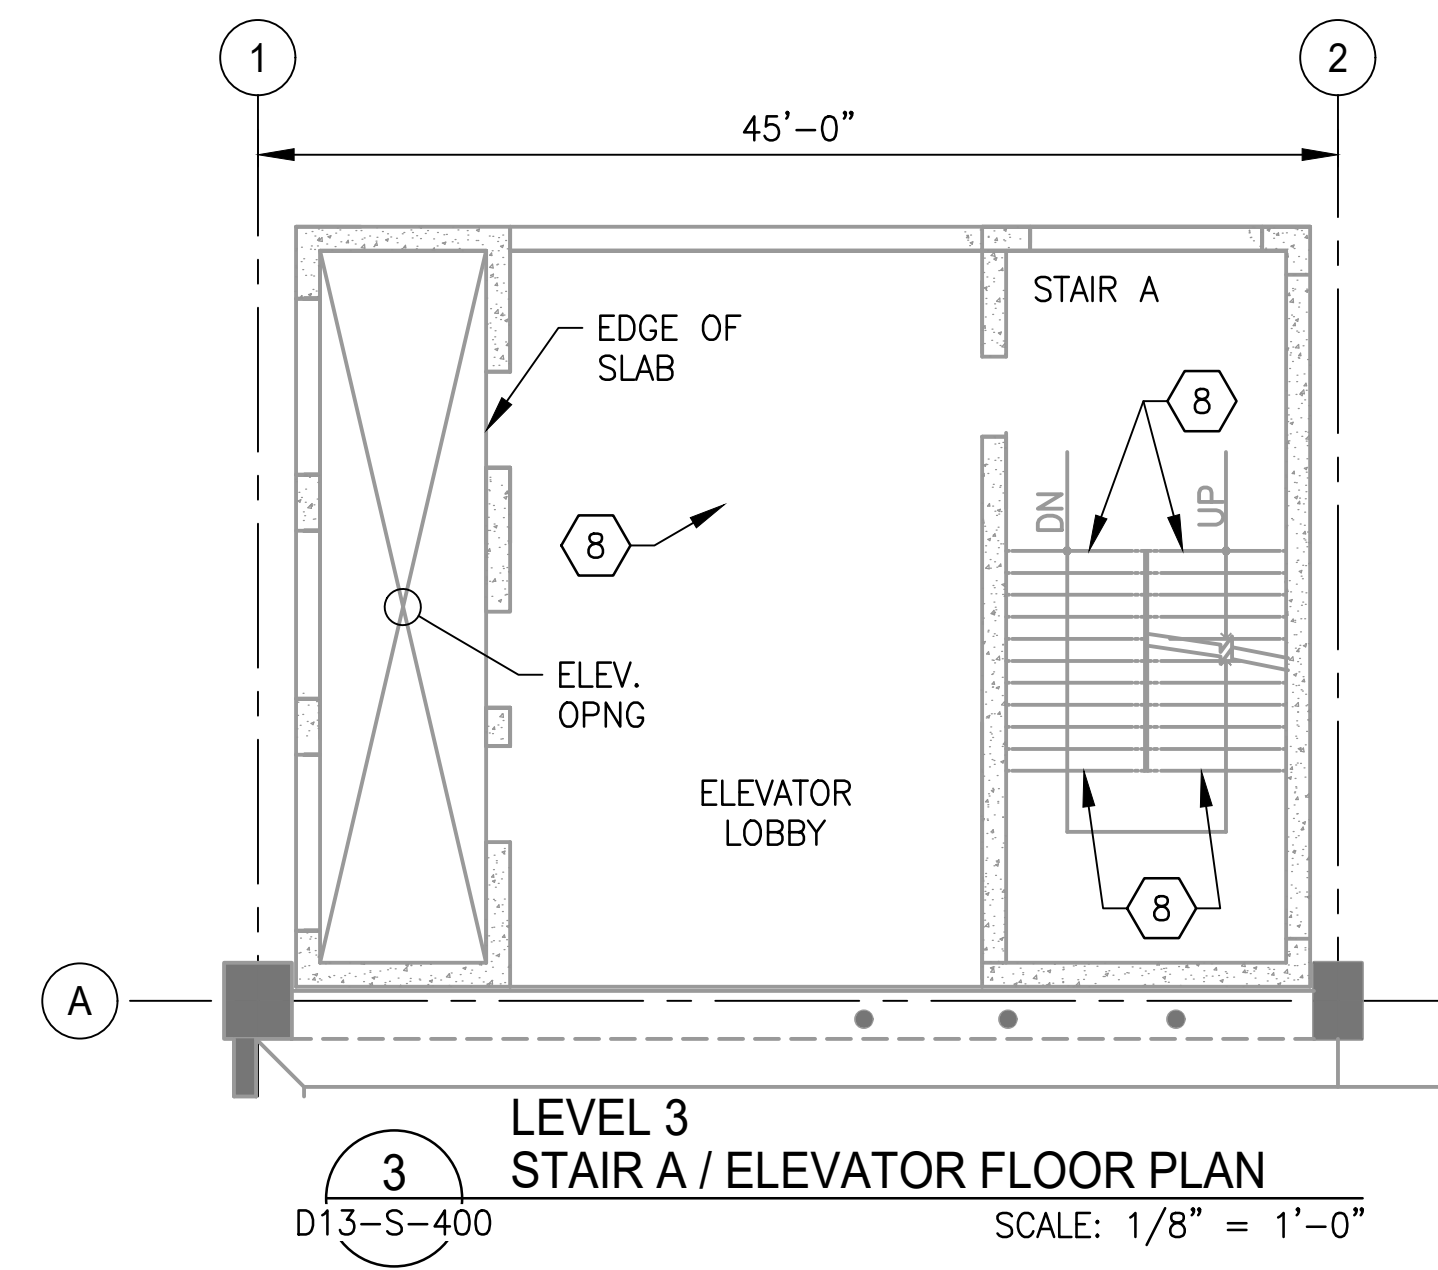 1
2
45'-0"
STAIR A
EDGE OF
SLAB
8
DN
UP
8
ELEV.
OPNG
ELEVATOR
LOBBY
8
A
LEVEL 3
3
STAIR A / ELEVATOR FLOOR PLAN
D13-S-400
SCALE: 1/8" = 1'-0"